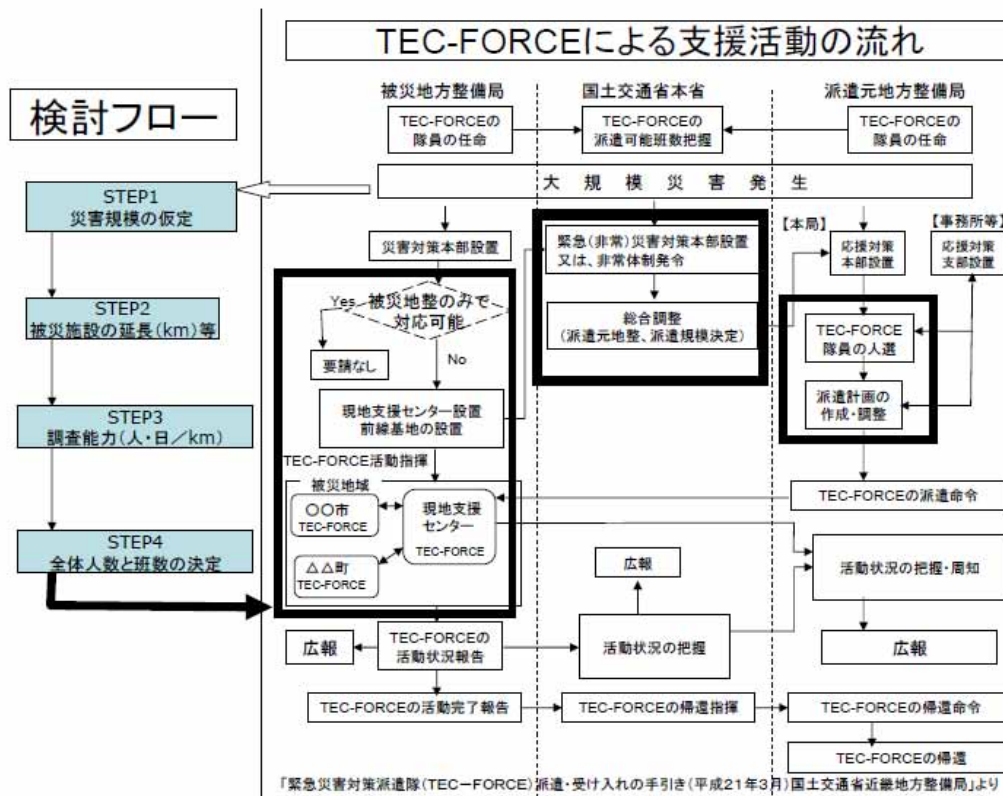 TEC-FORCEによる支援活動の流れ
検討フロー
STEP1
災害規模の仮定
STEP2
被災施設の延長(km)等
STEP3
調査能力(人・日/km)
STEP4
全体人数と班数の決定
被災地方整備局
国土交通省本省
派遣元地方整備局
TEC-FORCEの
隊員の任命
TEC-FORCEの
派遣可能班数把握
TEC-FORCEの
隊員の任命
大規模災害発生
災害対策本部設置
緊急(非常)災害対策本部設置
又は、非常体制発令
【本局】
応援対策
本部設置
【事務所等】
応援対策
支部設置
Yes
被災地整のみで
対応可能
総合調整
(派遣元地整、派遣規模決定)
TEC-FORCE
隊員の人選
要請なし
No
派遣計画の
作成・調整
現地支援センター設置
前線基地の設置
TEC-FORCE活動指揮
被災地域
〇〇市
TEC-FORCE
現地支援
センター
TEC-FORCE
△△町
TEC-FORCE
TEC-FORCEの派遣命令
広報
活動状況の把握・周知
広報
TEC-FORCEの
活動状況報告
活動状況の把握
広報
TEC-FORCEの活動完了報告
TEC-FORCEの帰還指揮
TEC-FORCEの帰還命令
TEC-FORCEの帰還
「緊急災害対策派遣隊(TEC-FORCE)派遣・受け入れの手引き(平成21年3月)国土交通省近畿地方整備局」より